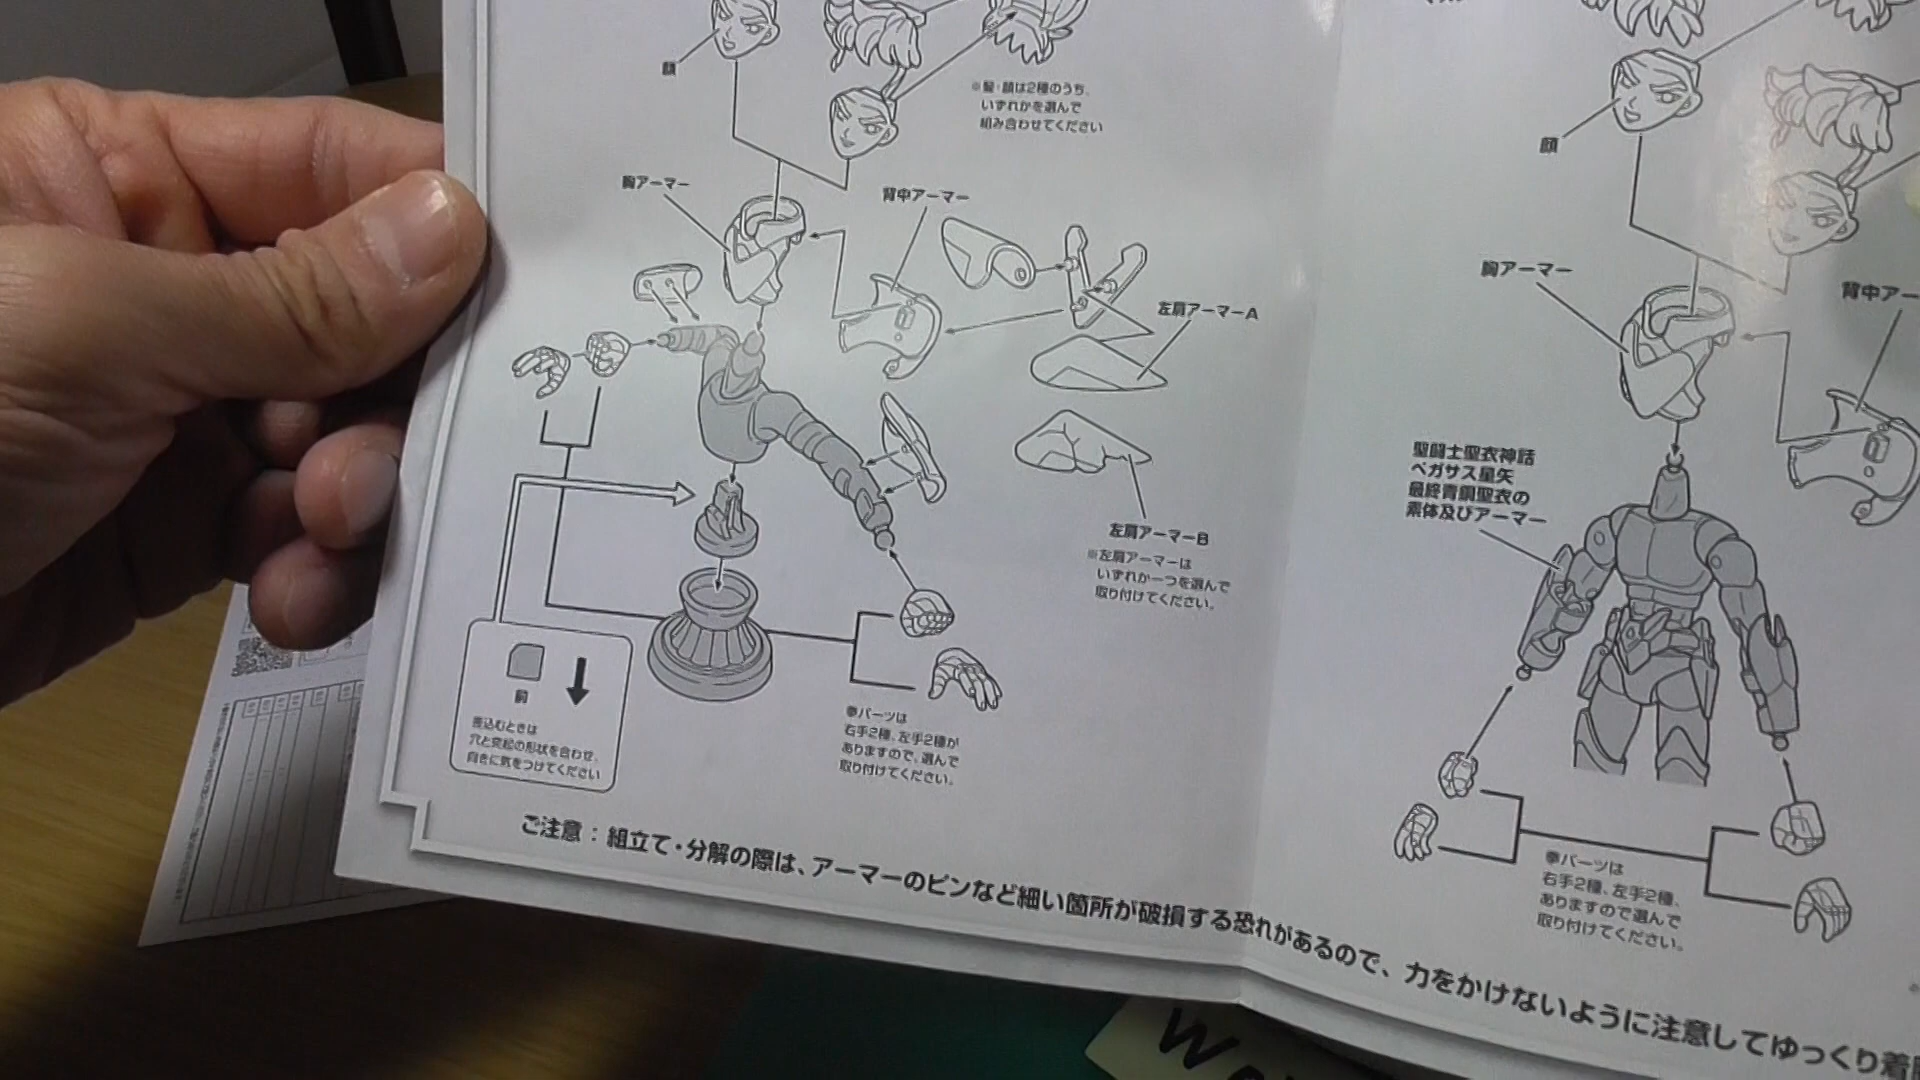 顔
※髪・顔は2種のうち、
いずれかを選んで
組み合わせてください
胸アーマー
背中アーマー
左肩アーマーA
左肩アーマーB
※左肩アーマーは
いずれか一つを選んで
取り付けてください。
前
差込むときは
穴と突起の形状を合わせ、
向きに気をつけてください
拳パーツは
右手2種、左手2種が
ありますので、選んで
取り付けてください。
顔
胸アーマー
背中アー
聖闘士聖衣神話
ペガサス星矢
最終青銅聖衣の
素体及びアーマー
拳パーツは
右手2種、左手2種、
ありますので選んで
取り付けてください。
ご注意：組立て・分解の際は、アーマーのピンなど細い箇所が破損する恐れがあるので、力をかけないように注意してゆっくり着